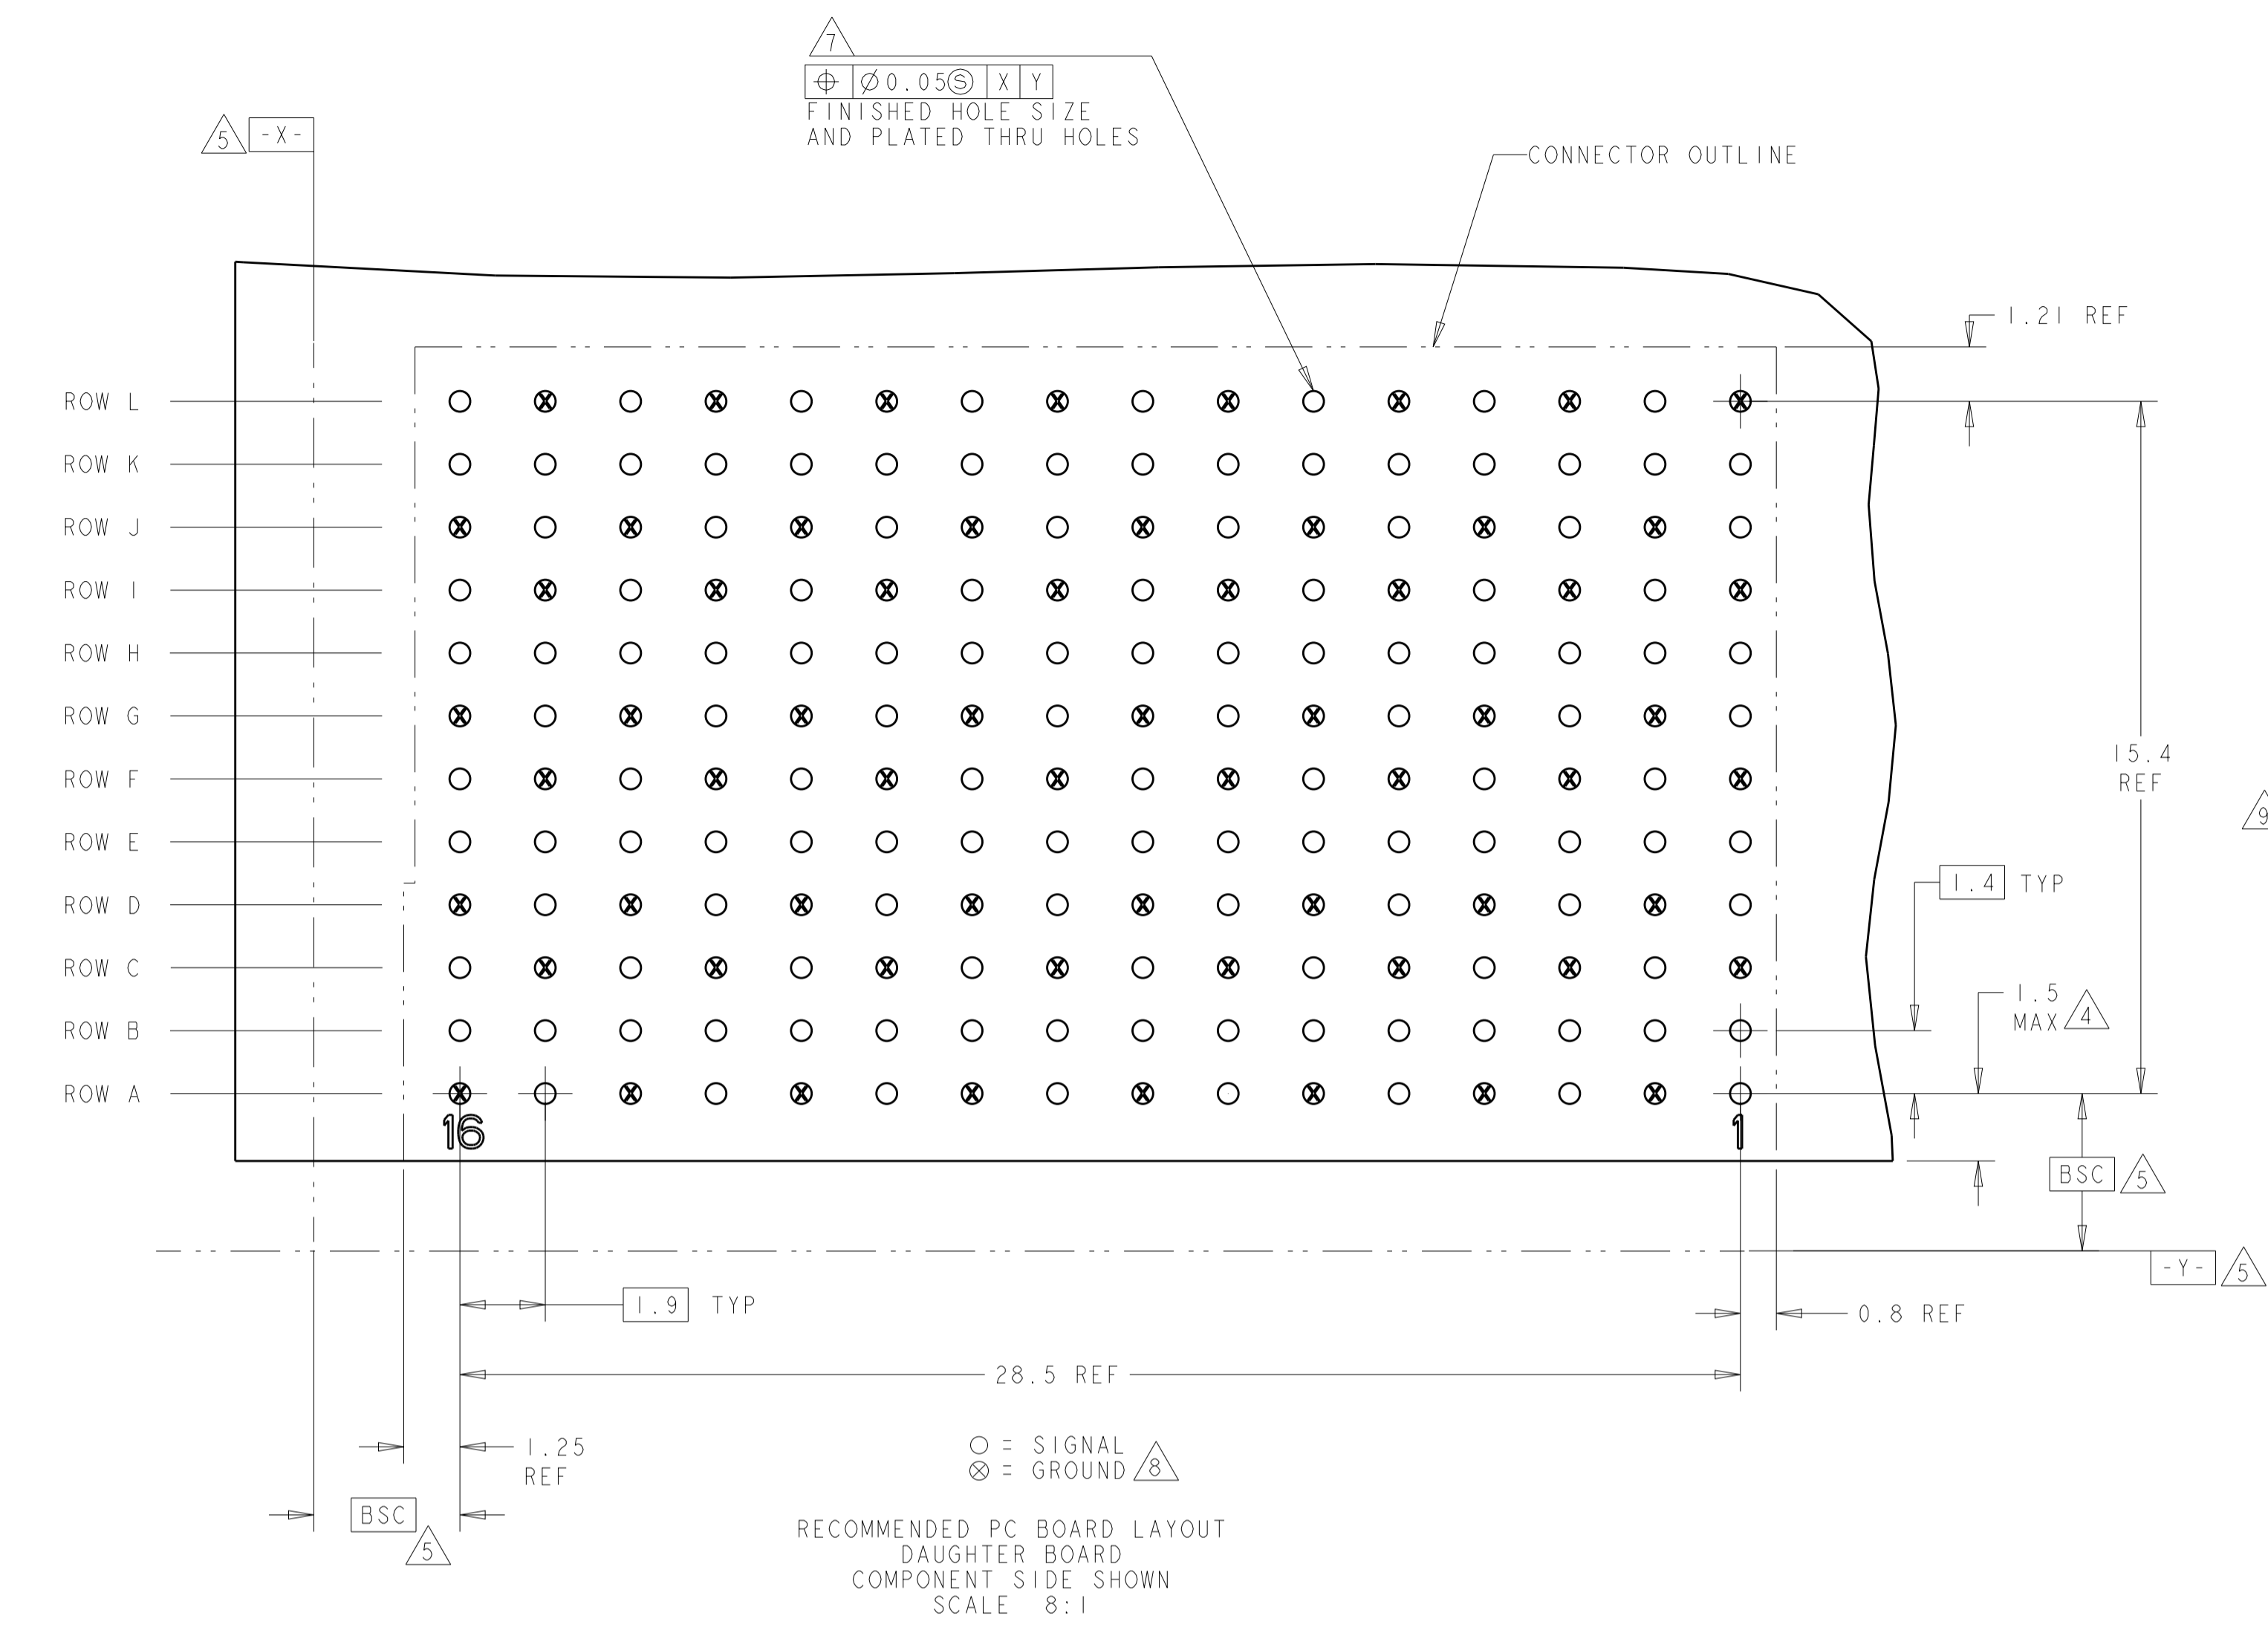 7
⌖ ⌀0.05Ⓢ X Y
FINISHED HOLE SIZE
AND PLATED THRU HOLES
5 -X-
CONNECTOR OUTLINE
1.21 REF
ROW L
ROW K
ROW J
ROW I
ROW H
ROW G
ROW F
ROW E
ROW D
ROW C
ROW B
ROW A
15.4
REF
9
1.4 TYP
1.5
MAX 4
16
1
BSC 5
-Y- 5
1.9 TYP
0.8 REF
28.5 REF
1.25
REF
BSC
5
○ = SIGNAL
⊗ = GROUND 8
RECOMMENDED PC BOARD LAYOUT
DAUGHTER BOARD
COMPONENT SIDE SHOWN
SCALE 8:1